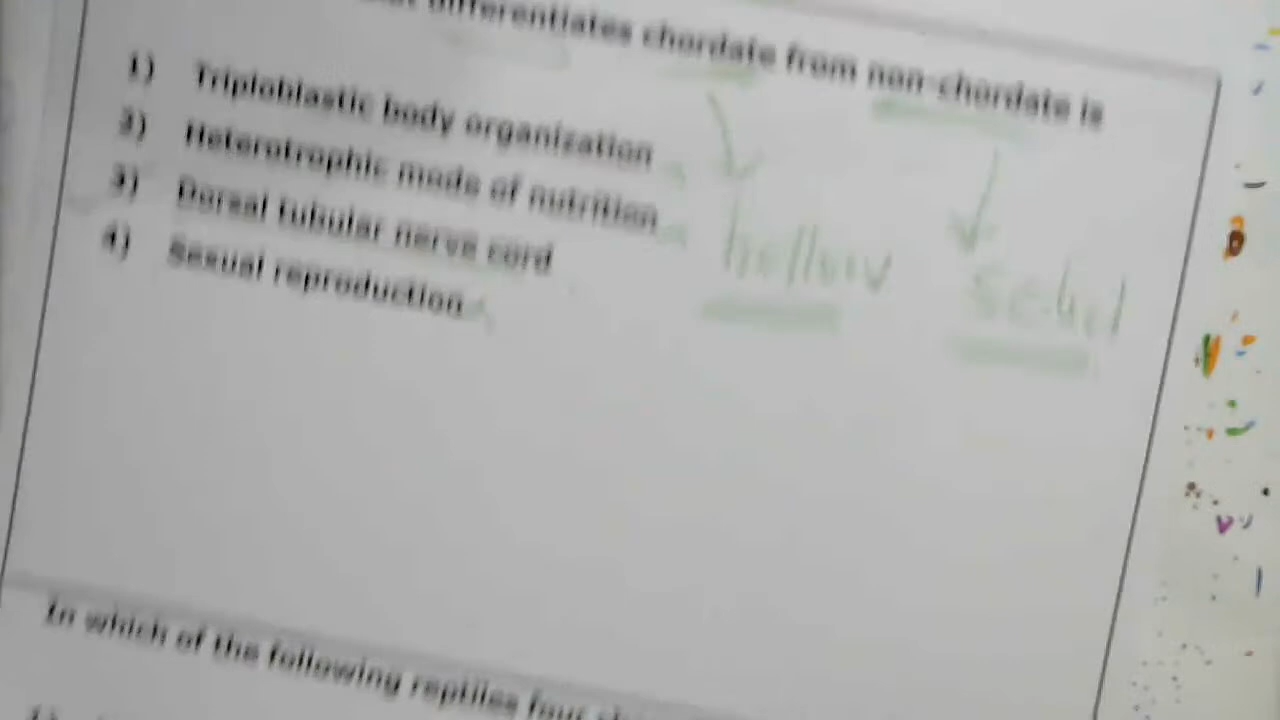 differentiates chordate from non-chordate is
1) Triploblastic body organization
2) Heterotrophic mode of nutrition
3) Dorsal tubular nerve cord
4) Sexual reproduction
hollow
In which of the following reptiles four